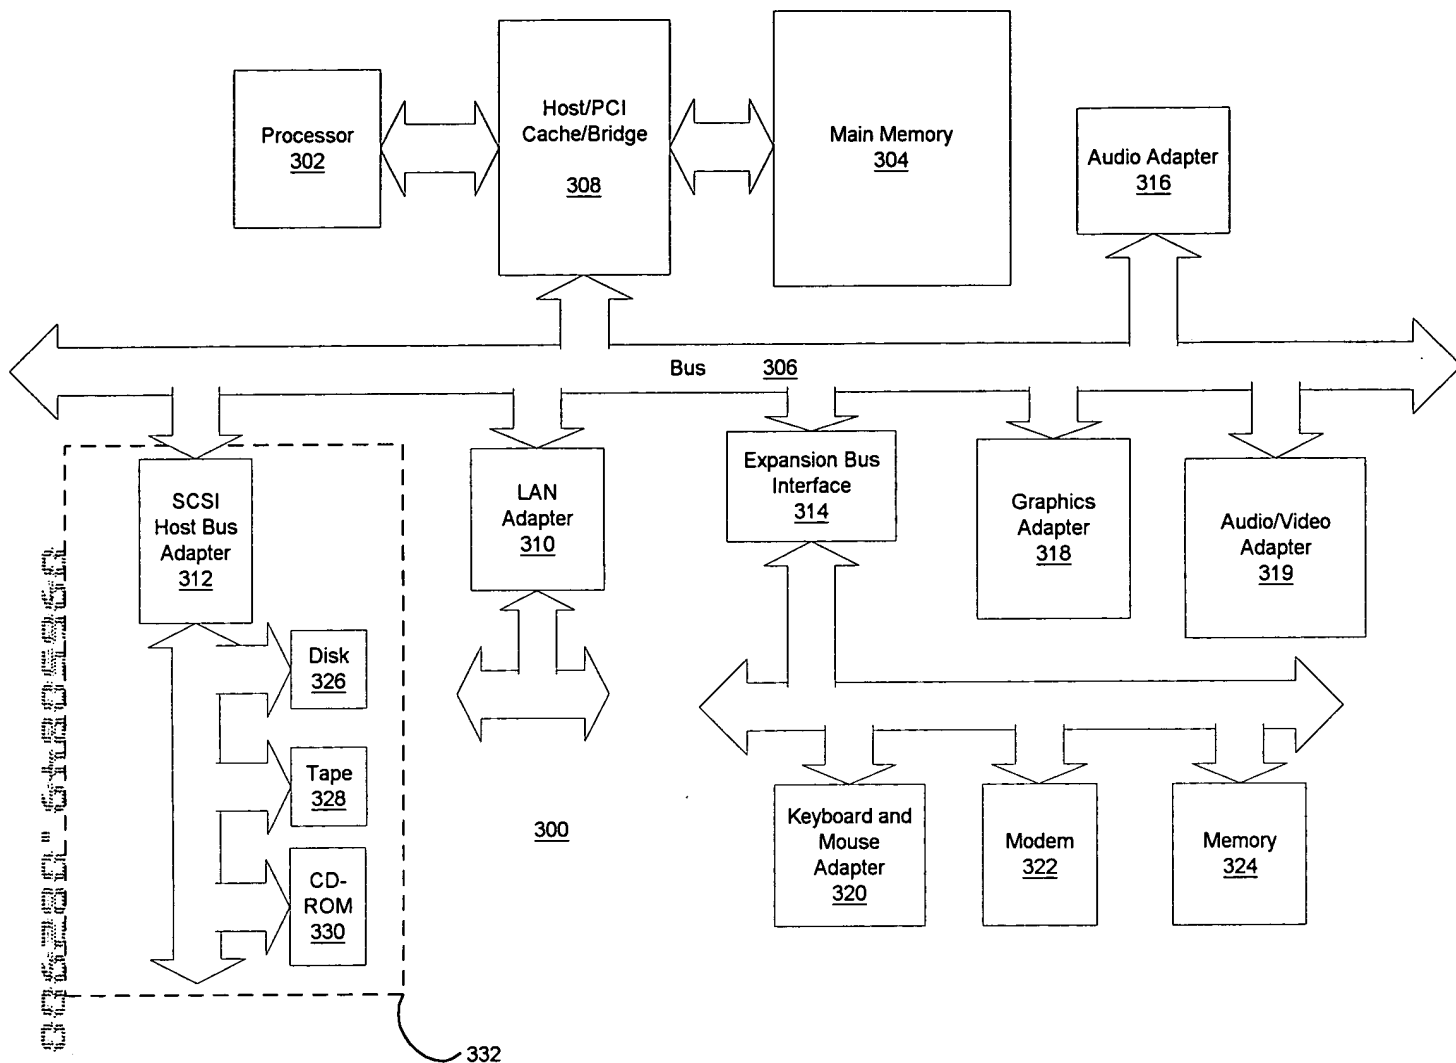 Processor
302
Host/PCI
Cache/Bridge
308
Main Memory
304
Audio Adapter
316
Bus 306
SCSI
Host Bus
Adapter
312
LAN
Adapter
310
Expansion Bus
Interface
314
Graphics
Adapter
318
Audio/Video
Adapter
319
Disk
326
Tape
328
CD-
ROM
330
300
Keyboard and
Mouse
Adapter
320
Modem
322
Memory
324
332